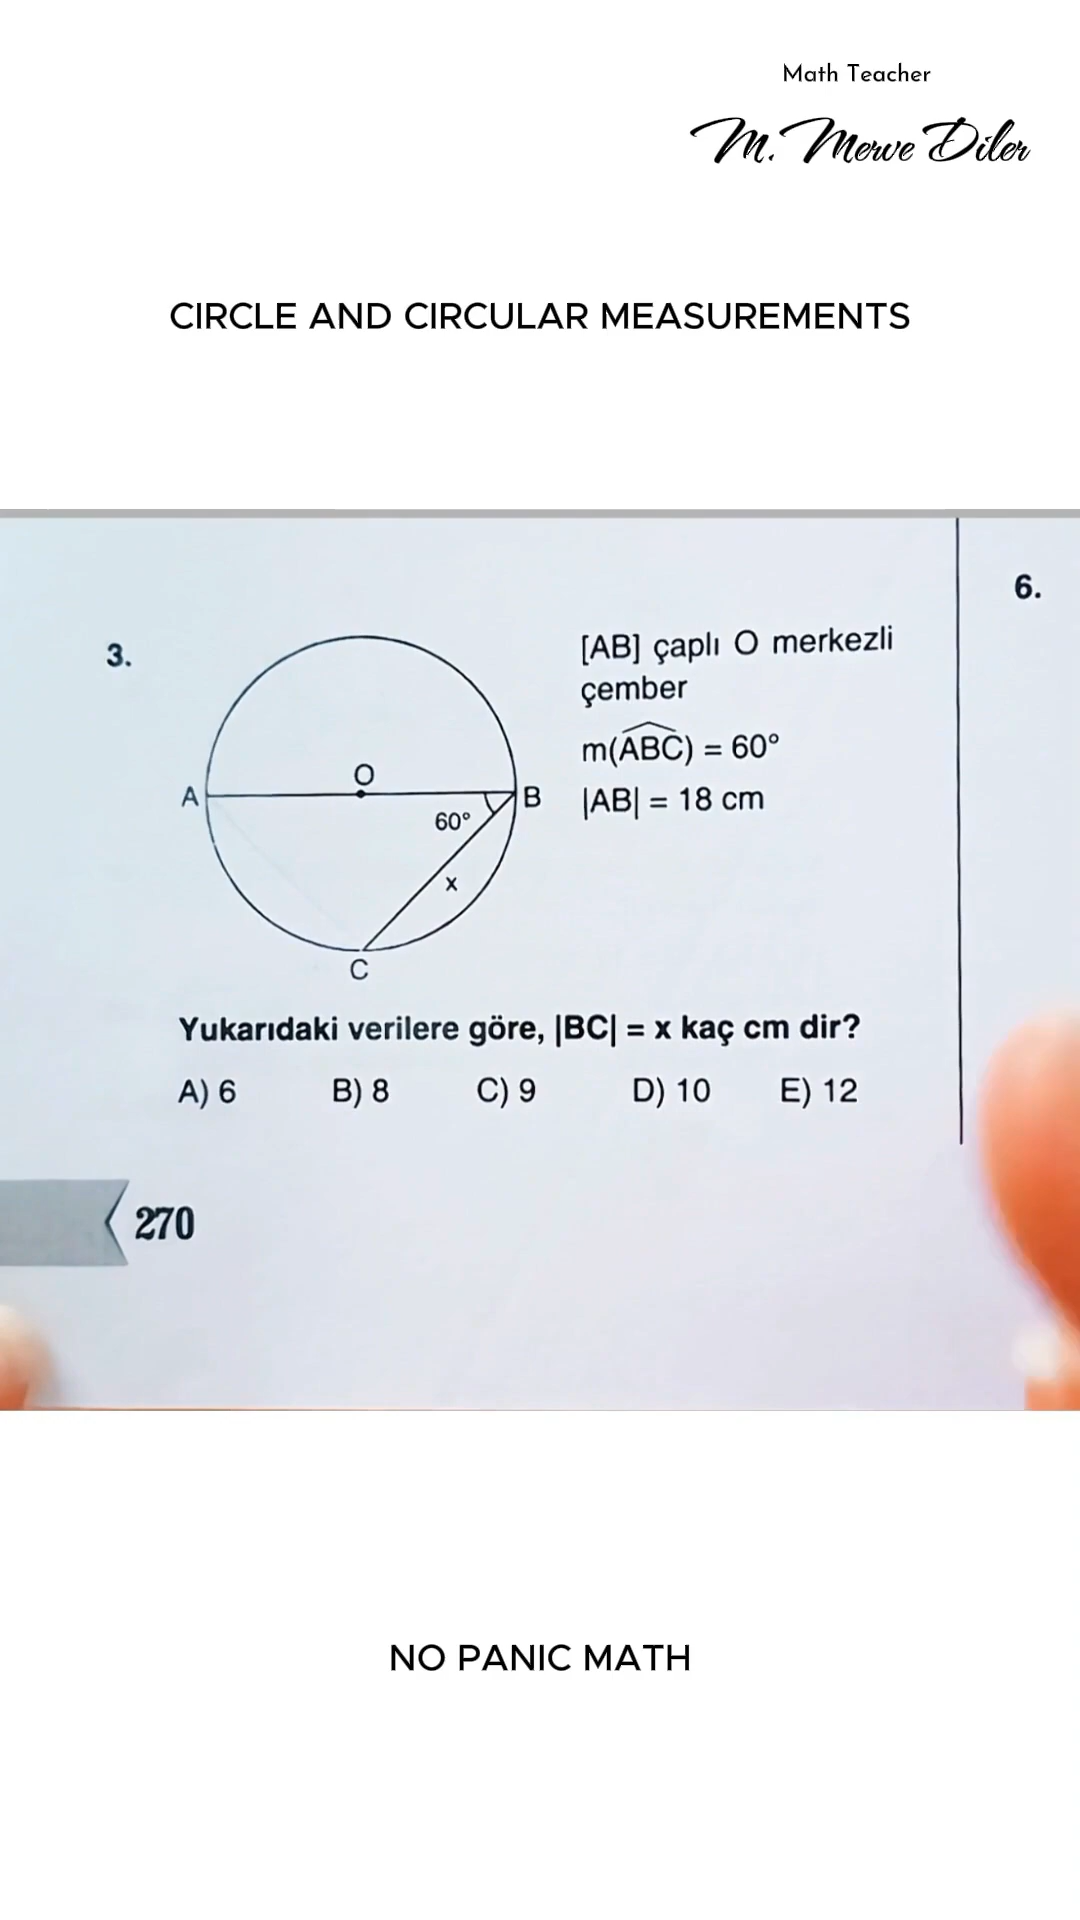 Math Teacher
M. Merve Diler
CIRCLE AND CIRCULAR MEASUREMENTS
6.
3.
[AB] çaplı O merkezli
çember
m(ABC) = 60°
|AB| = 18 cm
O
A
B
60°
x
C
Yukarıdaki verilere göre, |BC| = x kaç cm dir?
A) 6 B) 8 C) 9 D) 10 E) 12
270
NO PANIC MATH